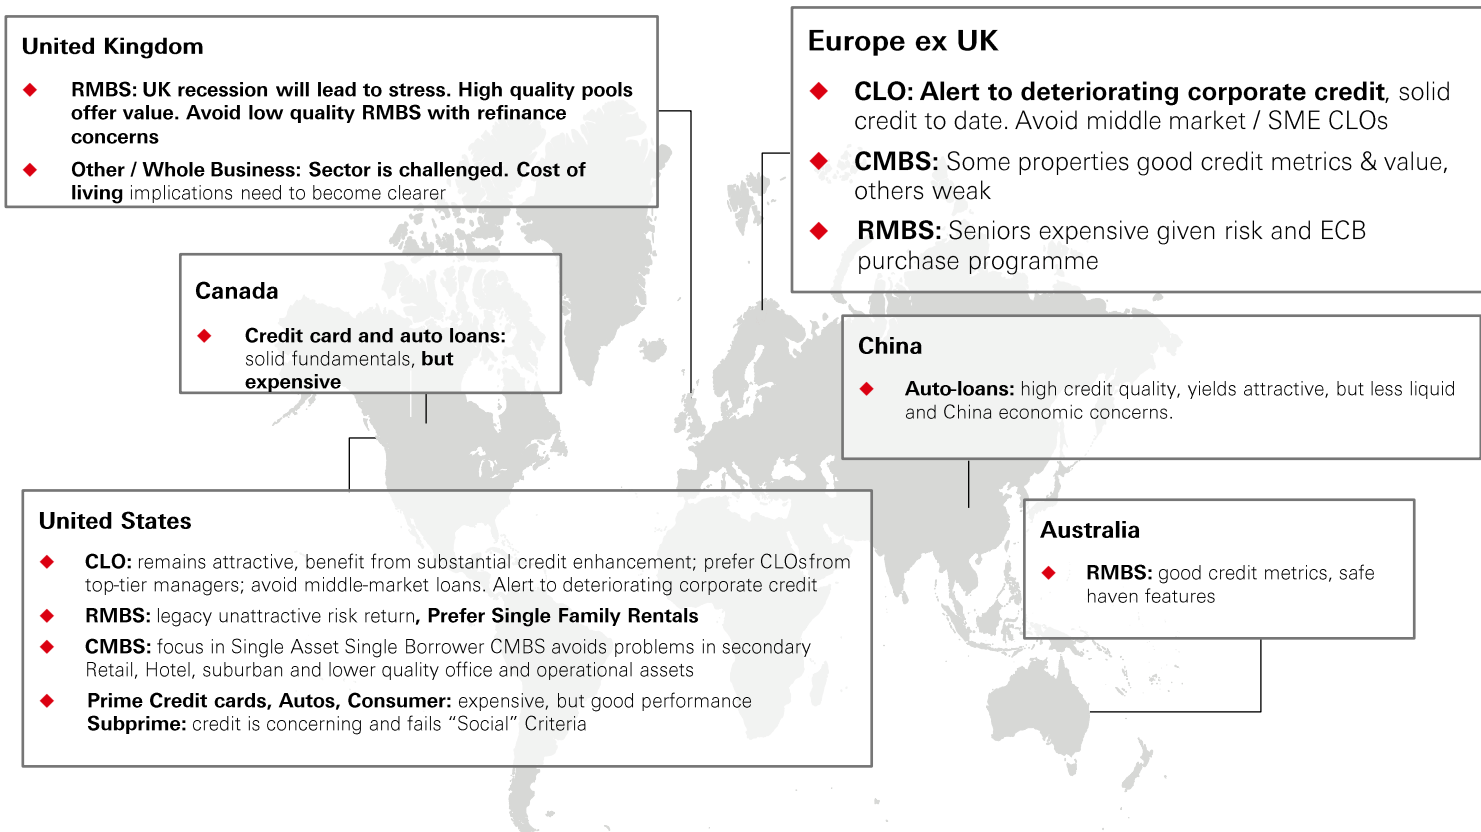 United Kingdom
RMBS: UK recession will lead to stress. High quality pools
offer value. Avoid low quality RMBS with refinance
concerns
Other / Whole Business: Sector is challenged. Cost of
living implications need to become clearer
Europe ex UK
CLO: Alert to deteriorating corporate credit, solid
credit to date. Avoid middle market / SME CLOs
CMBS: Some properties good credit metrics & value,
others weak
RMBS: Seniors expensive given risk and ECB
purchase programme
Canada
Credit card and auto loans:
solid fundamentals, but
expensive
China
Auto-loans: high credit quality, yields attractive, but less liquid
and China economic concerns.
United States
CLO: remains attractive, benefit from substantial credit enhancement; prefer CLOs from
top-tier managers; avoid middle-market loans. Alert to deteriorating corporate credit
RMBS: legacy unattractive risk return, Prefer Single Family Rentals
CMBS: focus in Single Asset Single Borrower CMBS avoids problems in secondary
Retail, Hotel, suburban and lower quality office and operational assets
Prime Credit cards, Autos, Consumer: expensive, but good performance
Subprime: credit is concerning and fails “Social” Criteria
Australia
RMBS: good credit metrics, safe
haven features